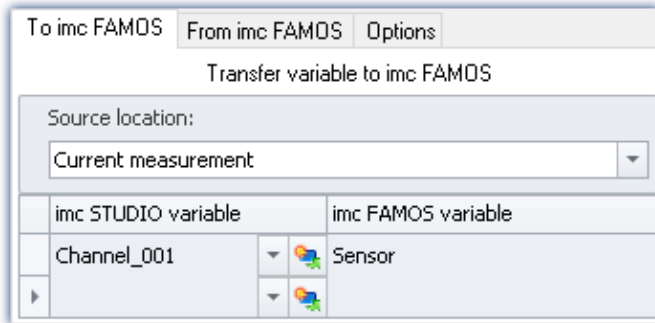 To imc FAMOS From imc FAMOS Options
Transfer variable to imc FAMOS
Source location:
Current measurement
imc STUDIO variable imc FAMOS variable
Channel_001 Sensor